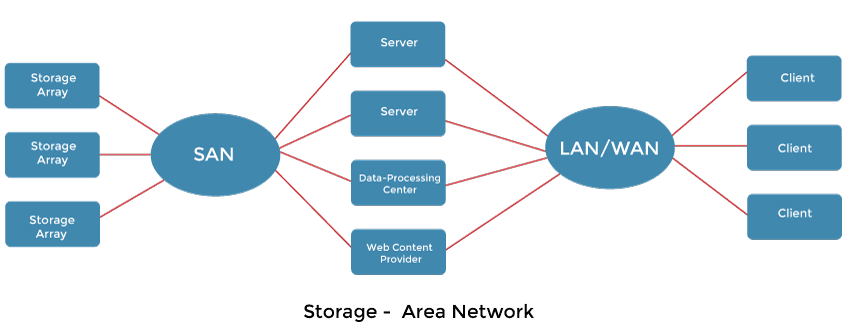 Storage
Array
Storage
Array
Storage
Array
SAN
Server
Server
Data-Processing
Center
Web Content
Provider
LAN/WAN
Client
Client
Client
Storage - Area Network